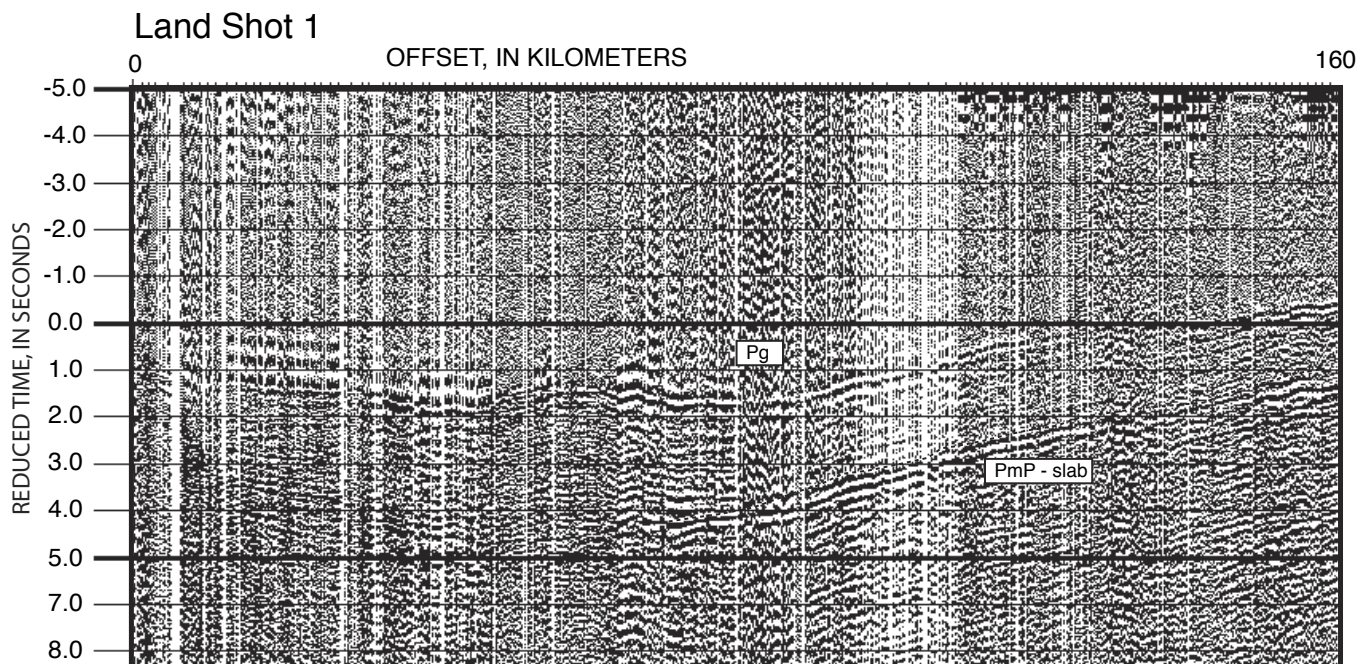 Land Shot 1
0 OFFSET, IN KILOMETERS 160
REDUCED TIME, IN SECONDS
-5.0
-4.0
-3.0
-2.0
-1.0
0.0
Pg
1.0
2.0
3.0
PmP - slab
4.0
5.0
7.0
8.0